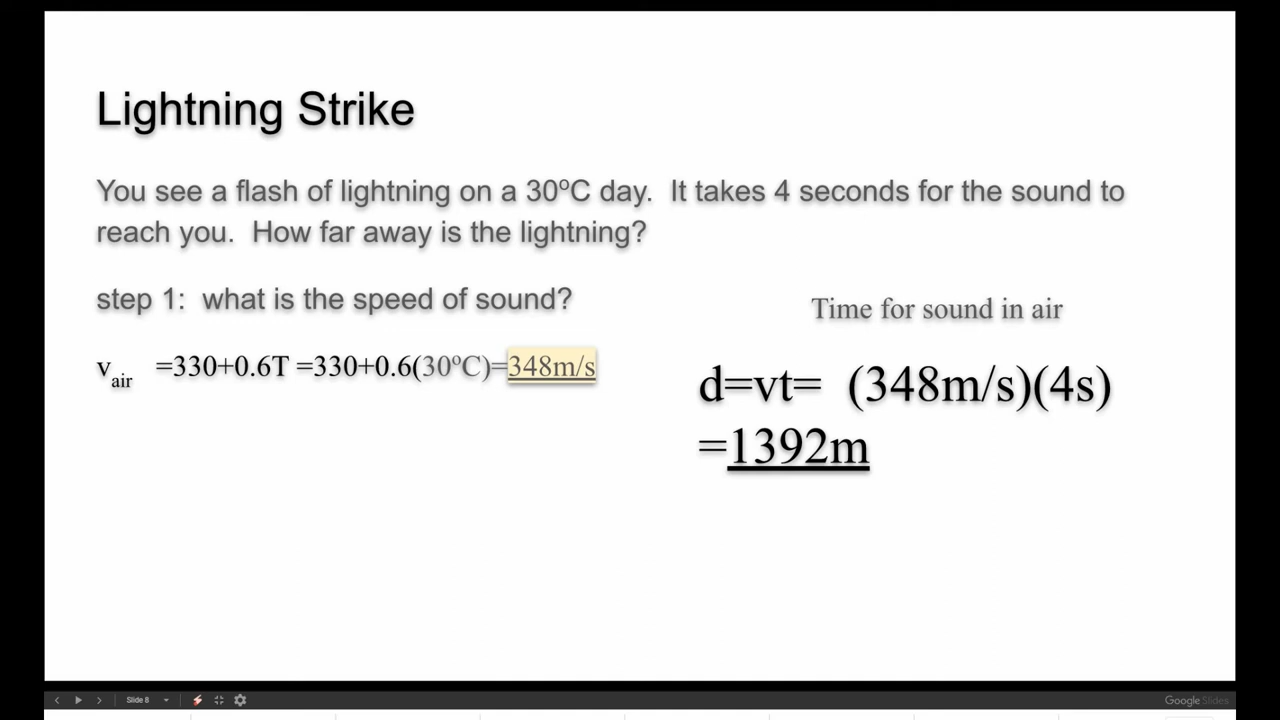 Lightning Strike
You see a flash of lightning on a 30ºC day.  It takes 4 seconds for the sound to
reach you.  How far away is the lightning?
step 1:  what is the speed of sound?
v air =330+0.6T =330+0.6(30ºC)=348m/s
Time for sound in air
d=vt=  (348m/s)(4s)
=1392m
Slide 8
Google Slides